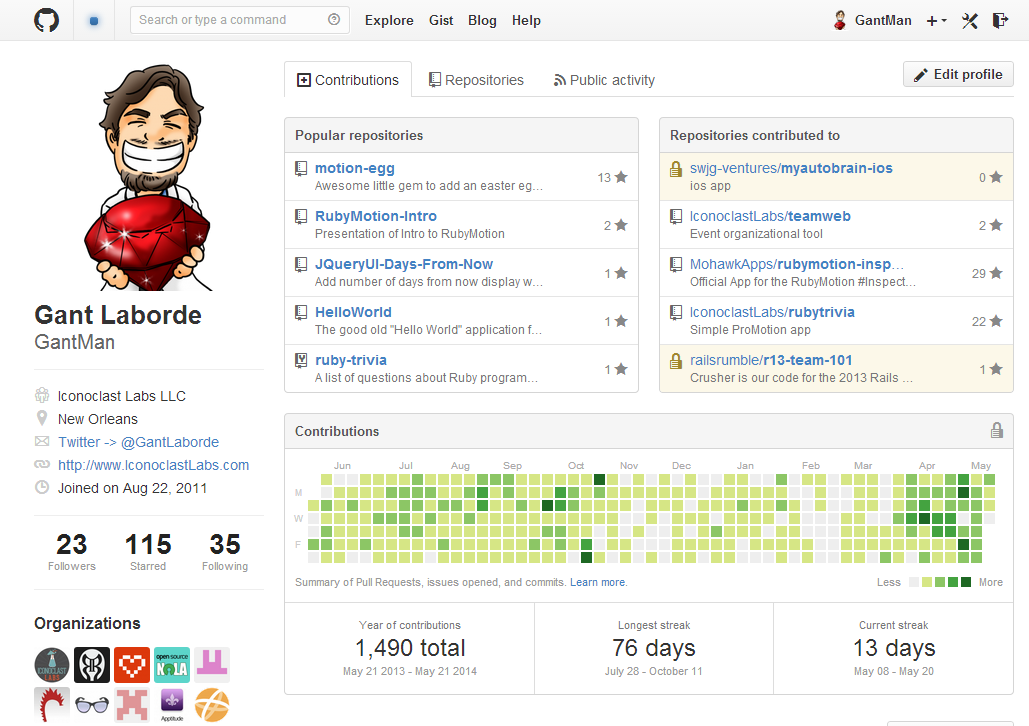 Search or type a command
Explore Gist Blog Help
GantMan
Contributions Repositories Public activity
Edit profile
Gant Laborde
GantMan
Iconoclast Labs LLC
New Orleans
Twitter -> @GantLaborde
http://www.IconoclastLabs.com
Joined on Aug 22, 2011
23 115 35
Followers Starred Following
Organizations
ICONOCLAST
LABS
open source
NOLA
Apptitude
Popular repositories
motion-egg
Awesome little gem to add an easter eg…
13
RubyMotion-Intro
Presentation of Intro to RubyMotion
2
JQueryUI-Days-From-Now
Add number of days from now display w…
1
HelloWorld
The good old "Hello World" application f…
1
ruby-trivia
A list of questions about Ruby program…
1
Repositories contributed to
swjg-ventures/myautobrain-ios
ios app
0
IconoclastLabs/teamweb
Event organizational tool
2
MohawkApps/rubymotion-insp…
Official App for the RubyMotion #Inspect…
29
IconoclastLabs/rubytrivia
Simple ProMotion app
22
railsrumble/r13-team-101
Crusher is our code for the 2013 Rails …
1
Contributions
Jun Jul Aug Sep Oct Nov Dec Jan Feb Mar Apr May
M
W
F
Summary of Pull Requests, issues opened, and commits. Learn more.
Less More
Year of contributions
1,490 total
May 21 2013 - May 21 2014
Longest streak
76 days
July 28 - October 11
Current streak
13 days
May 08 - May 20